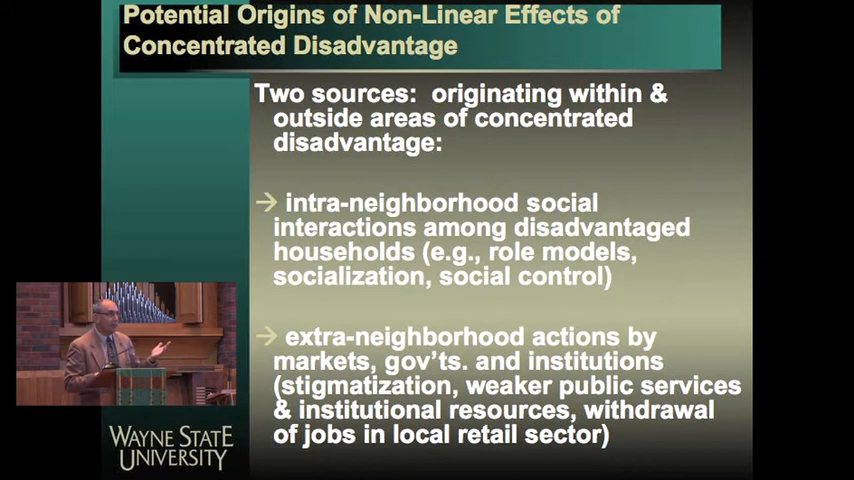 Potential Origins of Non-Linear Effects of
Concentrated Disadvantage
Two sources: originating within &
outside areas of concentrated
disadvantage:
→ intra-neighborhood social
interactions among disadvantaged
households (e.g., role models,
socialization, social control)
→ extra-neighborhood actions by
markets, gov'ts. and institutions
(stigmatization, weaker public services
& institutional resources, withdrawal
of jobs in local retail sector)
WAYNE STATE
UNIVERSITY